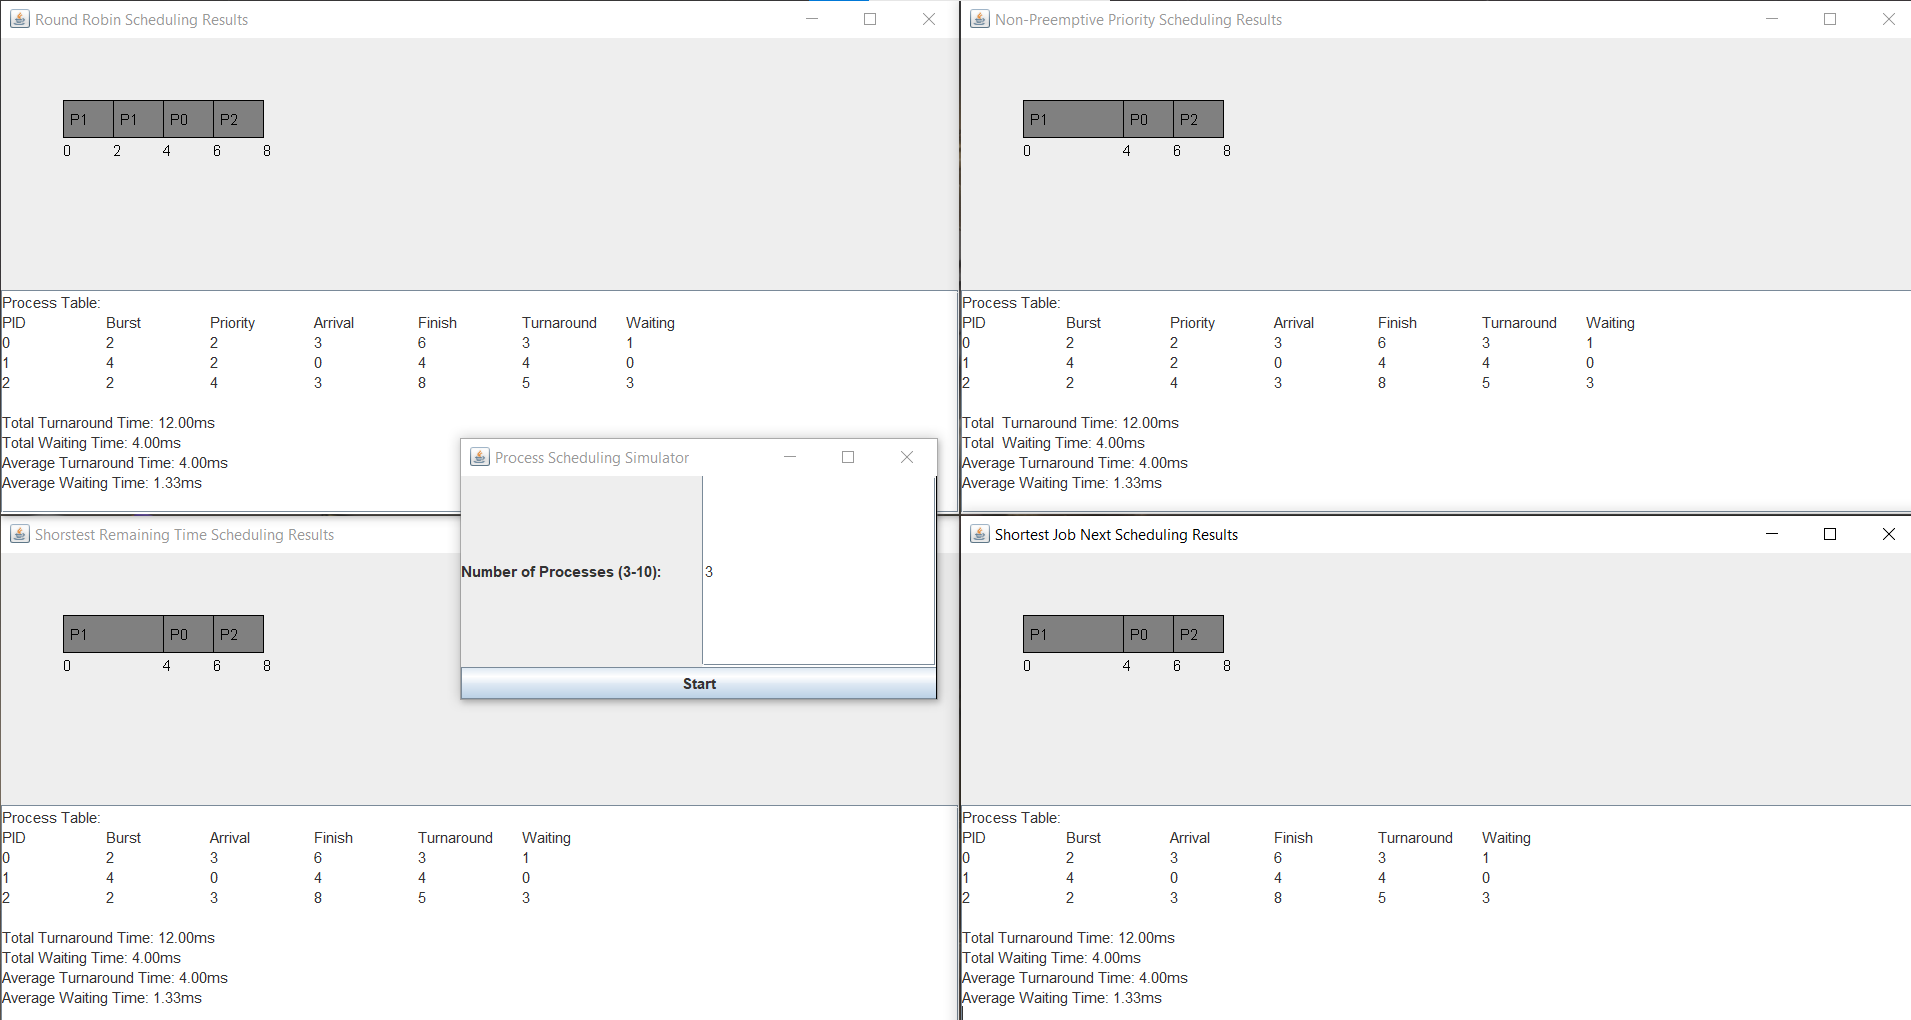 Round Robin Scheduling Results
P1 P1 P0 P2
0 2 4 6 8
Process Table:
PID Burst Priority Arrival Finish Turnaround Waiting
0 2 2 3 6 3 1
1 4 2 0 4 4 0
2 2 4 3 8 5 3
Total Turnaround Time: 12.00ms
Total Waiting Time: 4.00ms
Average Turnaround Time: 4.00ms
Average Waiting Time: 1.33ms
Non-Preemptive Priority Scheduling Results
P1 P0 P2
0 4 6 8
Process Table:
PID Burst Priority Arrival Finish Turnaround Waiting
0 2 2 3 6 3 1
1 4 2 0 4 4 0
2 2 4 3 8 5 3
Total  Turnaround Time: 12.00ms
Total  Waiting Time: 4.00ms
Average Turnaround Time: 4.00ms
Average Waiting Time: 1.33ms
Process Scheduling Simulator
Number of Processes (3-10): 3
Start
Shorstest Remaining Time Scheduling Results
P1 P0 P2
0 4 6 8
Process Table:
PID Burst Arrival Finish Turnaround Waiting
0 2 3 6 3 1
1 4 0 4 4 0
2 2 3 8 5 3
Total Turnaround Time: 12.00ms
Total Waiting Time: 4.00ms
Average Turnaround Time: 4.00ms
Average Waiting Time: 1.33ms
Shortest Job Next Scheduling Results
P1 P0 P2
0 4 6 8
Process Table:
PID Burst Arrival Finish Turnaround Waiting
0 2 3 6 3 1
1 4 0 4 4 0
2 2 3 8 5 3
Total Turnaround Time: 12.00ms
Total Waiting Time: 4.00ms
Average Turnaround Time: 4.00ms
Average Waiting Time: 1.33ms